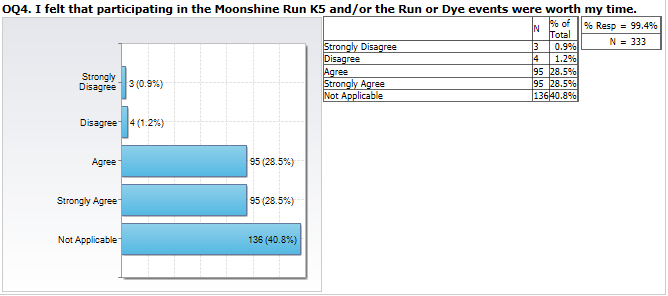 OQ4. I felt that participating in the Moonshine Run K5 and/or the Run or Dye events were worth my time.
Strongly Disagree 3 (0.9%)
Disagree 4 (1.2%)
Agree 95 (28.5%)
Strongly Agree 95 (28.5%)
Not Applicable 136 (40.8%)
N % of Total
Strongly Disagree 3 0.9%
Disagree 4 1.2%
Agree 95 28.5%
Strongly Agree 95 28.5%
Not Applicable 136 40.8%
% Resp = 99.4%
N = 333